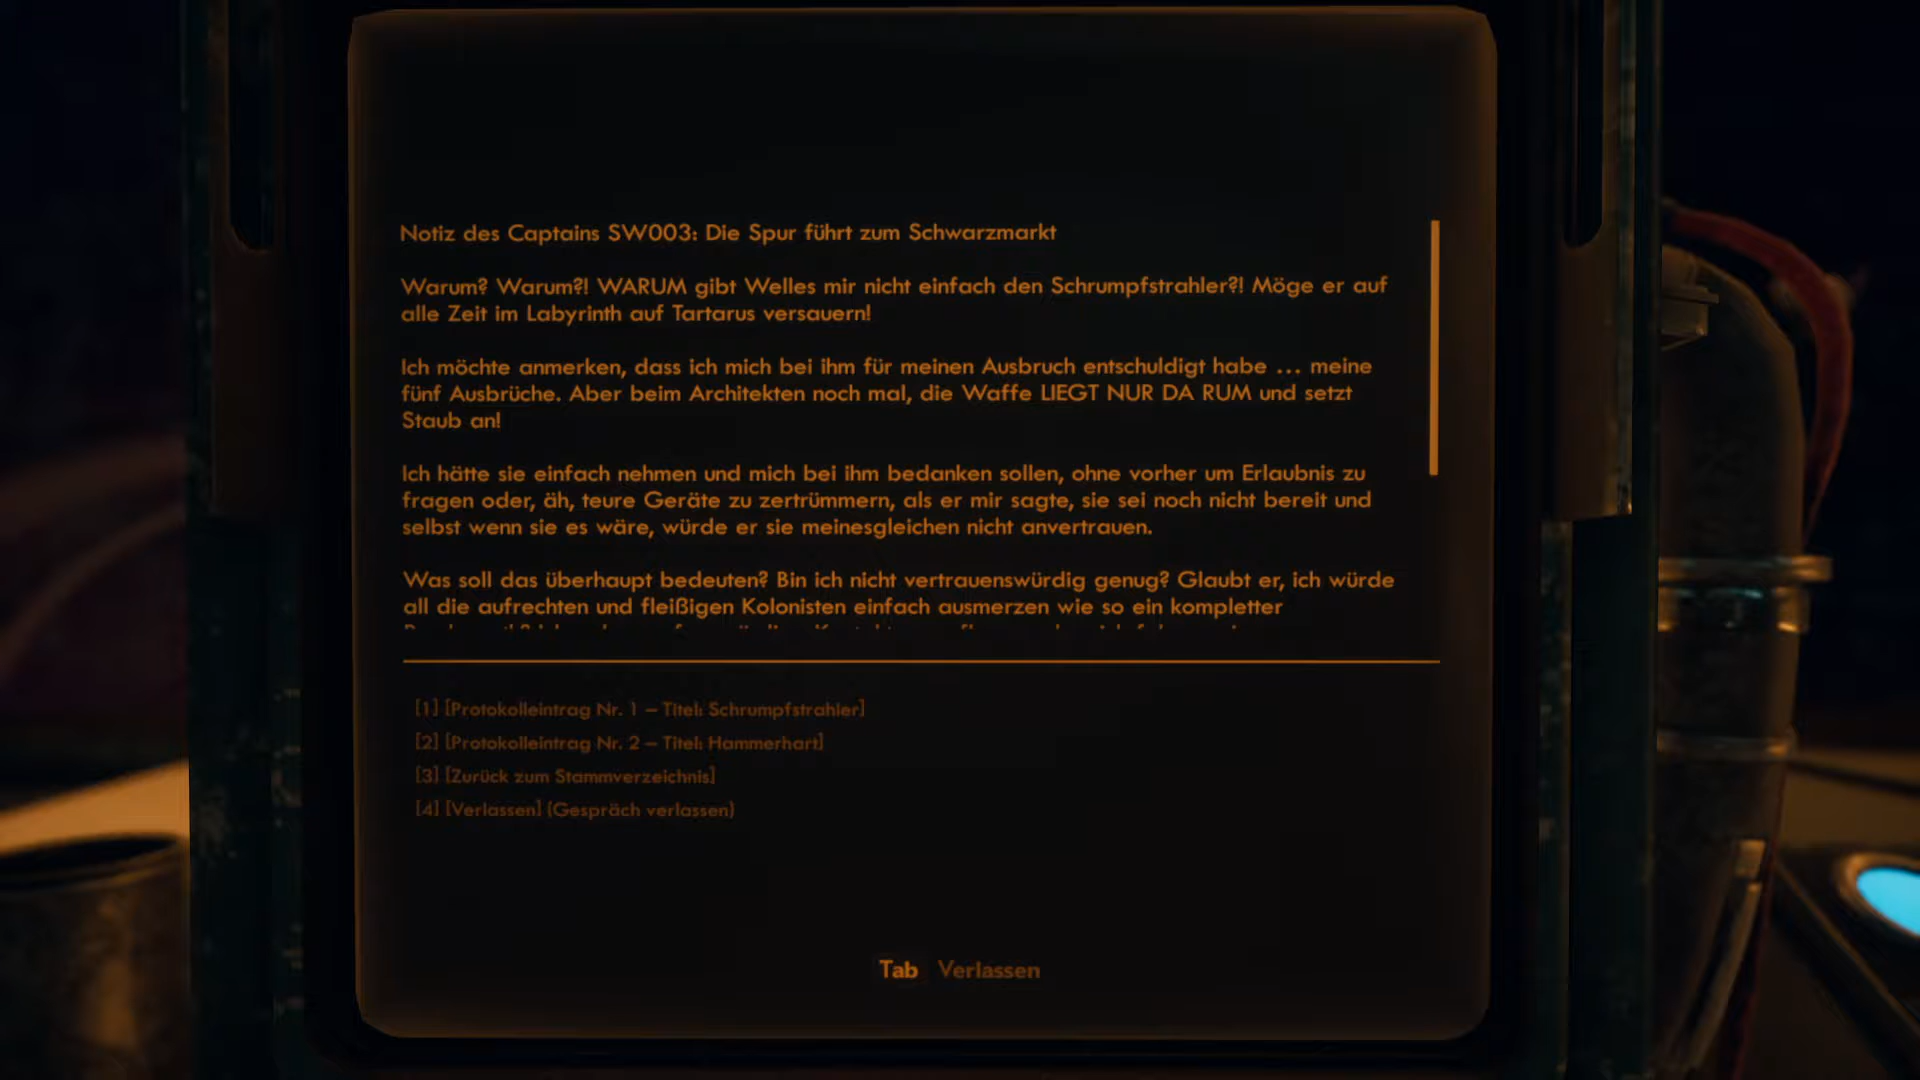 Notiz des Captains SW003: Die Spur führt zum Schwarzmarkt
Warum? Warum?! WARUM gibt Welles mir nicht einfach den Schrumpfstrahler?! Möge er auf
alle Zeit im Labyrinth auf Tartarus versauern!
Ich möchte anmerken, dass ich mich bei ihm für meinen Ausbruch entschuldigt habe ... meine
fünf Ausbrüche. Aber beim Architekten noch mal, die Waffe LIEGT NUR DA RUM und setzt
Staub an!
Ich hätte sie einfach nehmen und mich bei ihm bedanken sollen, ohne vorher um Erlaubnis zu
fragen oder, äh, teure Geräte zu zertrümmern, als er mir sagte, sie sei noch nicht bereit und
selbst wenn sie es wäre, würde er sie meinesgleichen nicht anvertrauen.
Was soll das überhaupt bedeuten? Bin ich nicht vertrauenswürdig genug? Glaubt er, ich würde
all die aufrechten und fleißigen Kolonisten einfach ausmerzen wie so ein kompletter
[1] [Protokolleintrag Nr. 1 – Titel: Schrumpfstrahler]
[2] [Protokolleintrag Nr. 2 – Titel: Hammerhart]
[3] [Zurück zum Stammverzeichnis]
[4] [Verlassen] (Gespräch verlassen)
Tab Verlassen